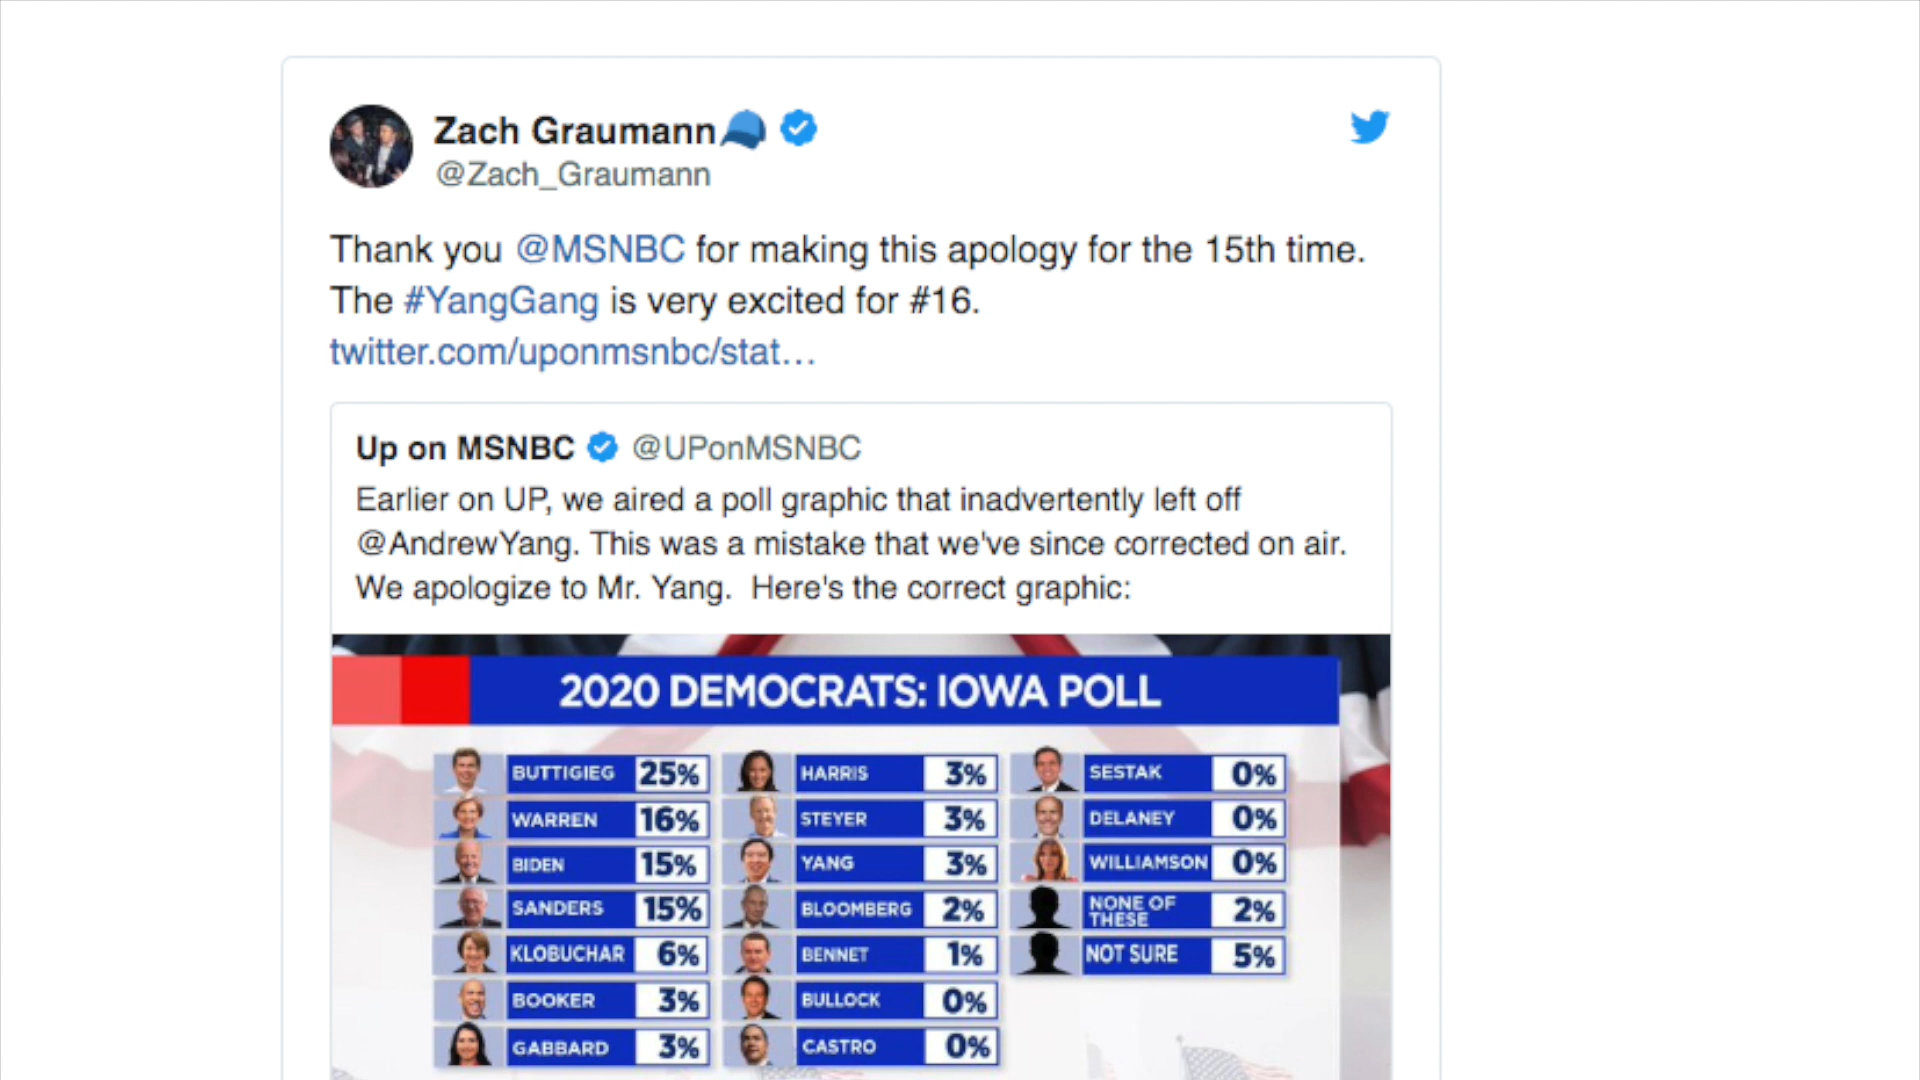 Zach Graumann
@Zach_Graumann
Thank you @MSNBC for making this apology for the 15th time.
The #YangGang is very excited for #16.
twitter.com/uponmsnbc/stat…
Up on MSNBC @UPonMSNBC
Earlier on UP, we aired a poll graphic that inadvertently left off
@AndrewYang. This was a mistake that we've since corrected on air.
We apologize to Mr. Yang.  Here's the correct graphic:
2020 DEMOCRATS: IOWA POLL
BUTTIGIEG 25%
WARREN 16%
BIDEN 15%
SANDERS 15%
KLOBUCHAR 6%
BOOKER 3%
GABBARD 3%
HARRIS 3%
STEYER 3%
YANG 3%
BLOOMBERG 2%
BENNET 1%
BULLOCK 0%
CASTRO 0%
SESTAK 0%
DELANEY 0%
WILLIAMSON 0%
NONE OF
THESE 2%
NOT SURE 5%